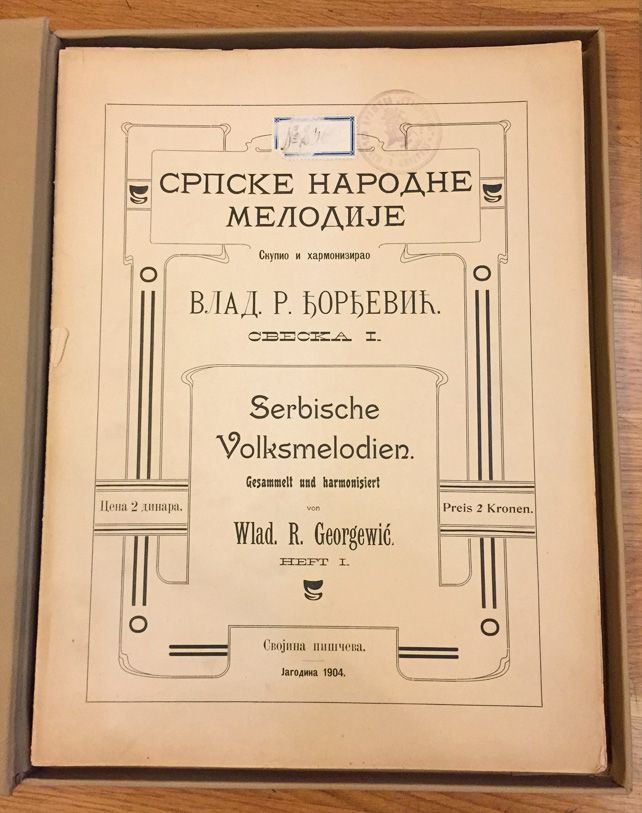 СРПСКЕ НАРОДНЕ
МЕЛОДИЈЕ
Скупио и хармонизирао
ВЛАД. Р. ЂОРЂЕВИЋ.
СВЕСКА I.
Serbische
Volksmelodien.
Gesammelt und harmonisiert
von
Wlad. R. Georgewić.
HEFT I.
Цена 2 динара.
Preis 2 Kronen.
Својина пишчева.
Јагодина 1904.